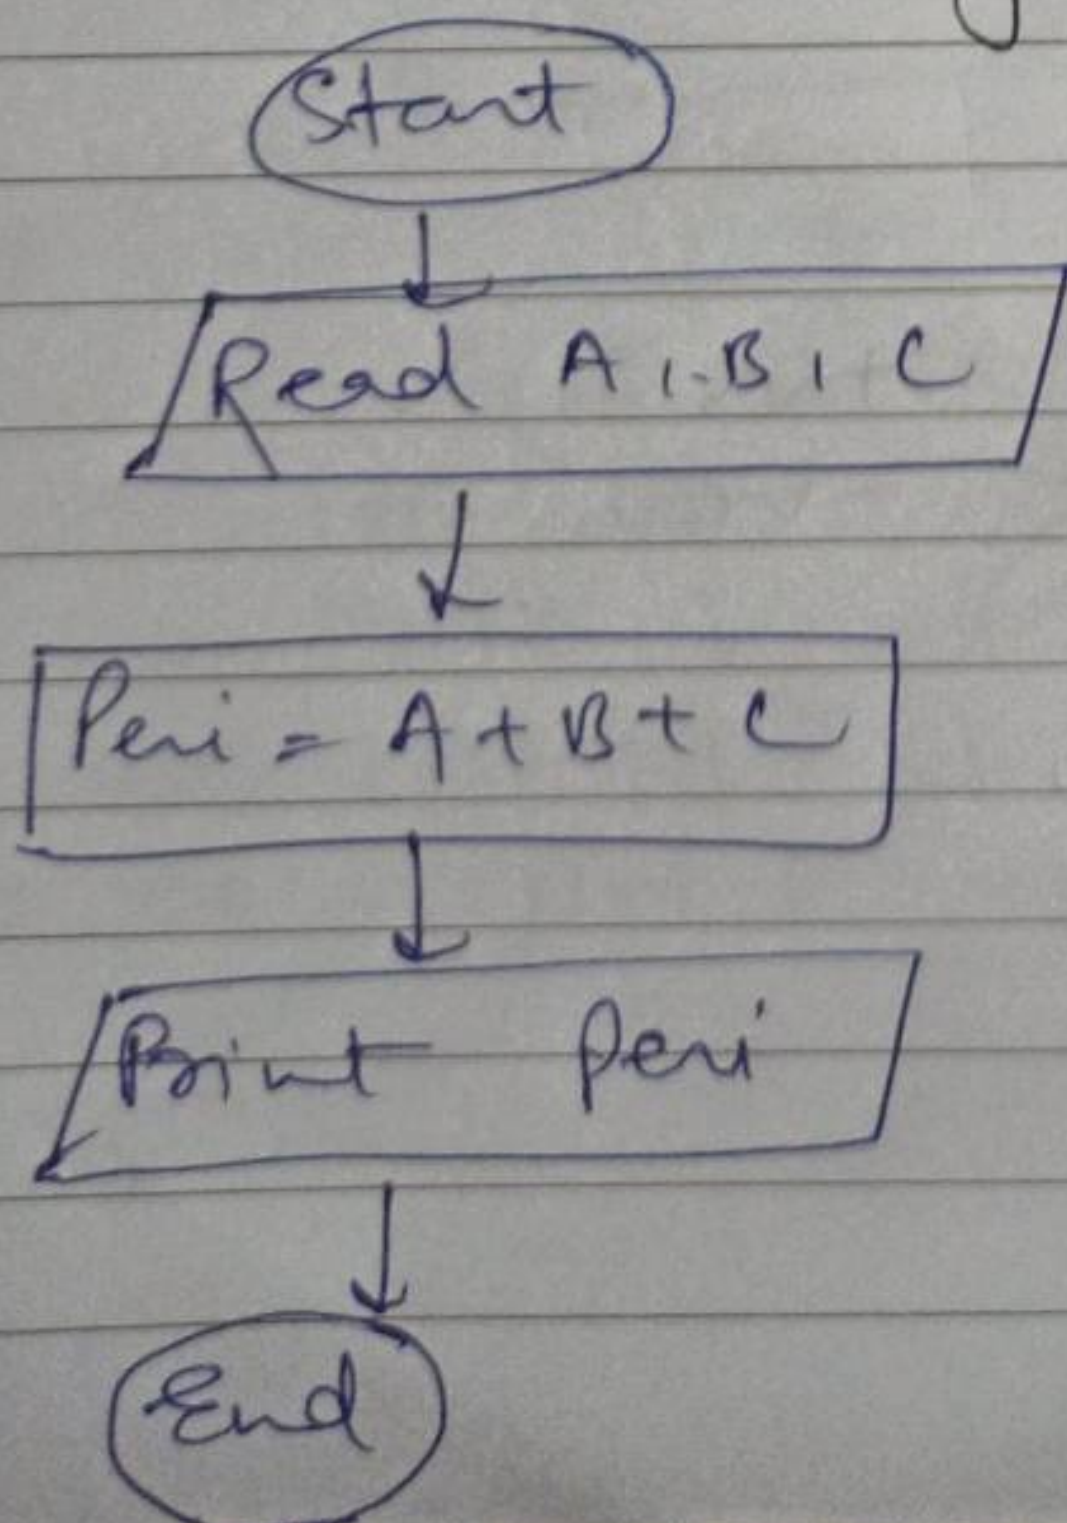 Start
Read A, B, C
Peri = A + B + C
Print Peri
End